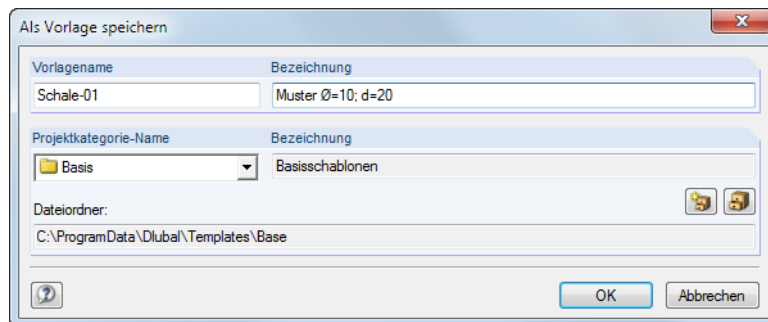 Als Vorlage speichern
Vorlagename Bezeichnung
Schale-01 Muster Ø=10; d=20
Projektkategorie-Name Bezeichnung
Basis Basisschablonen
Dateiordner:
C:\ProgramData\Dlubal\Templates\Base
OK Abbrechen